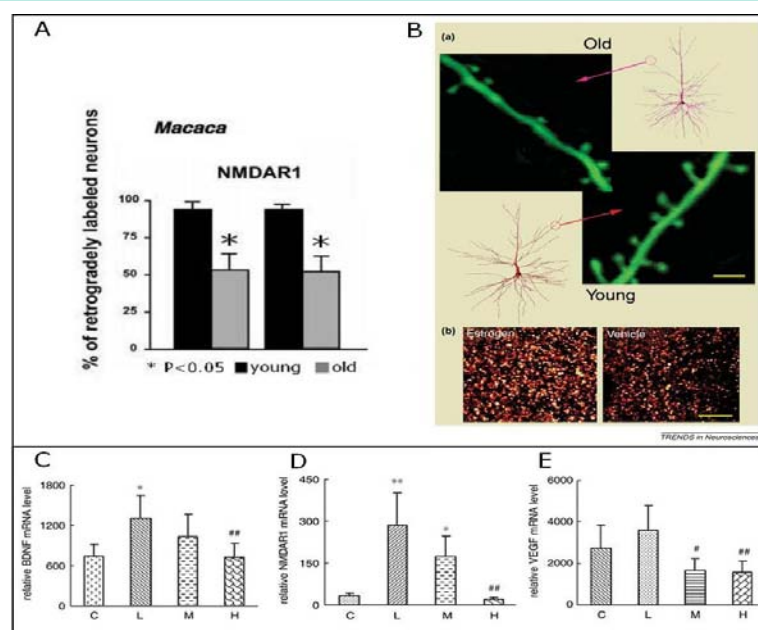 A
Macaca
NMDAR1
% of retrogradely labeled neurons
100
75
50
25
0
* *
* P<0.05 young old
B
(a)
Old
Young
(b)
Estrogen
Vehicle
TRENDS in Neurosciences
C
relative BDNF mRNA level
1800
1200
600
0
*
##
C L M H
D
relative NMDAR1 mRNA level
450
300
150
0
**
*
##
C L M H
E
relative VEGF mRNA level
6000
4000
2000
0
#
##
C L M H